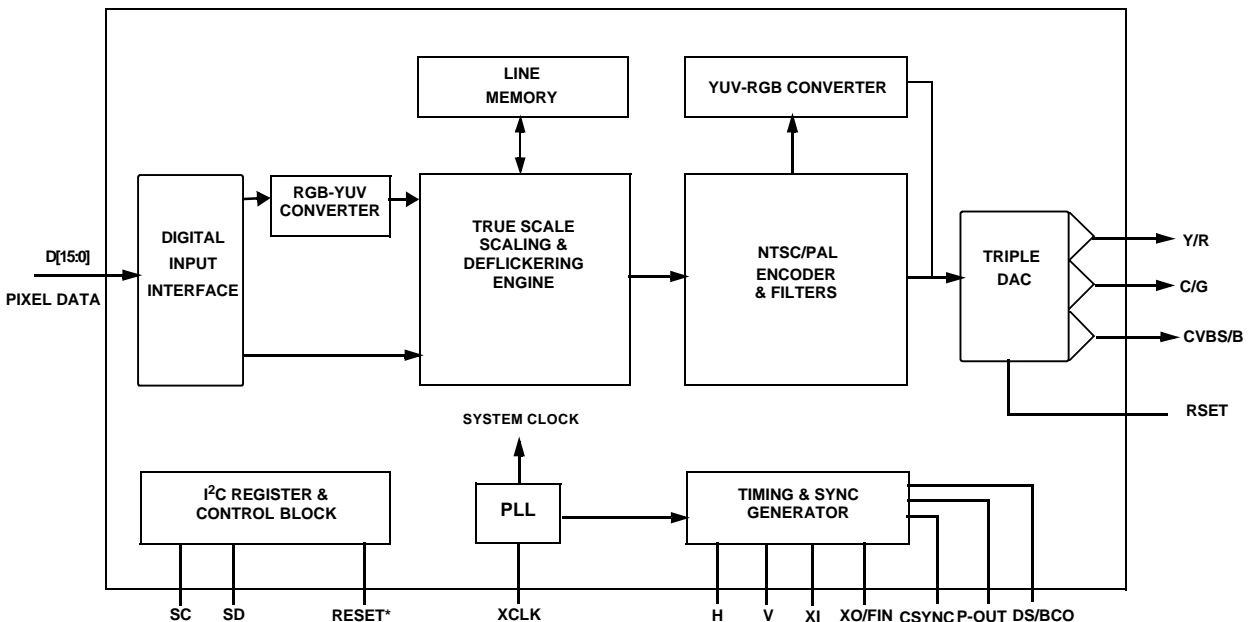 LINE
MEMORY
YUV-RGB CONVERTER
D[15:0]
PIXEL DATA
DIGITAL
INPUT
INTERFACE
RGB-YUV
CONVERTER
TRUE SCALE
SCALING &
DEFLICKERING
ENGINE
NTSC/PAL
ENCODER
& FILTERS
TRIPLE
DAC
Y/R
C/G
CVBS/B
RSET
SYSTEM CLOCK
I²C REGISTER &
CONTROL BLOCK
PLL
TIMING & SYNC
GENERATOR
SC
SD
RESET*
XCLK
H
V
XI
XO/FIN
CSYNC
P-OUT
DS/BCO